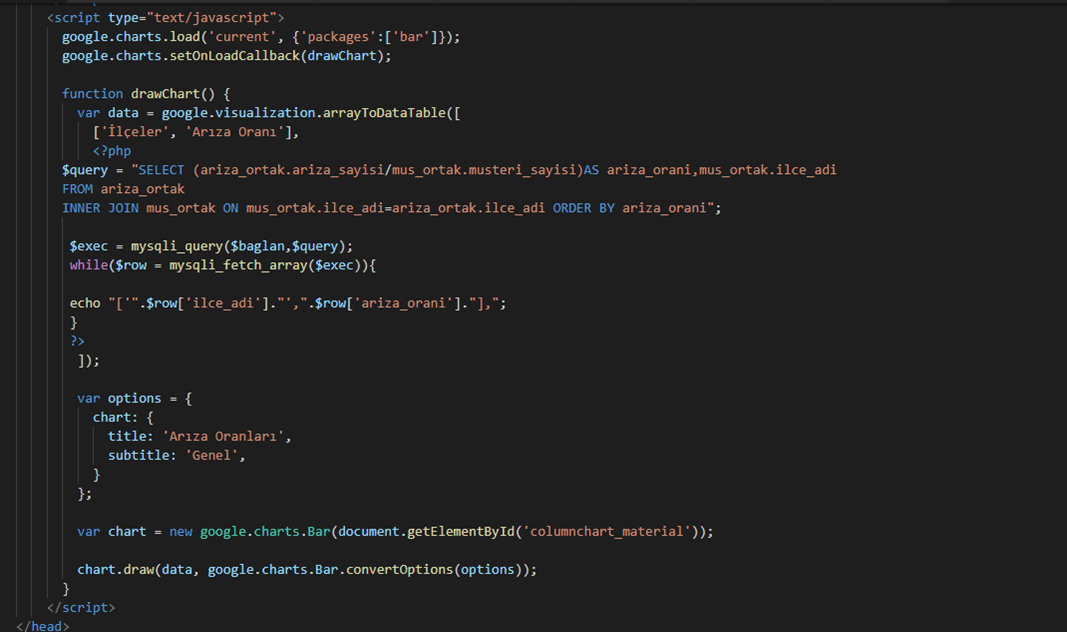 <script type="text/javascript">
google.charts.load('current', {'packages':['bar']});
google.charts.setOnLoadCallback(drawChart);
function drawChart() {
var data = google.visualization.arrayToDataTable([
['İlçeler', 'Arıza Oranı'],
<?php
$query = "SELECT (ariza_ortak.ariza_sayisi/mus_ortak.musteri_sayisi)AS ariza_orani,mus_ortak.ilce_adi
FROM ariza_ortak
INNER JOIN mus_ortak ON mus_ortak.ilce_adi=ariza_ortak.ilce_adi ORDER BY ariza_orani";
$exec = mysqli_query($baglan,$query);
while($row = mysqli_fetch_array($exec)){
echo "['".$row['ilce_adi']."',".$row['ariza_orani']."],";
}
?>
]);
var options = {
chart: {
title: 'Arıza Oranları',
subtitle: 'Genel',
}
};
var chart = new google.charts.Bar(document.getElementById('columnchart_material'));
chart.draw(data, google.charts.Bar.convertOptions(options));
}
</script>
</head>